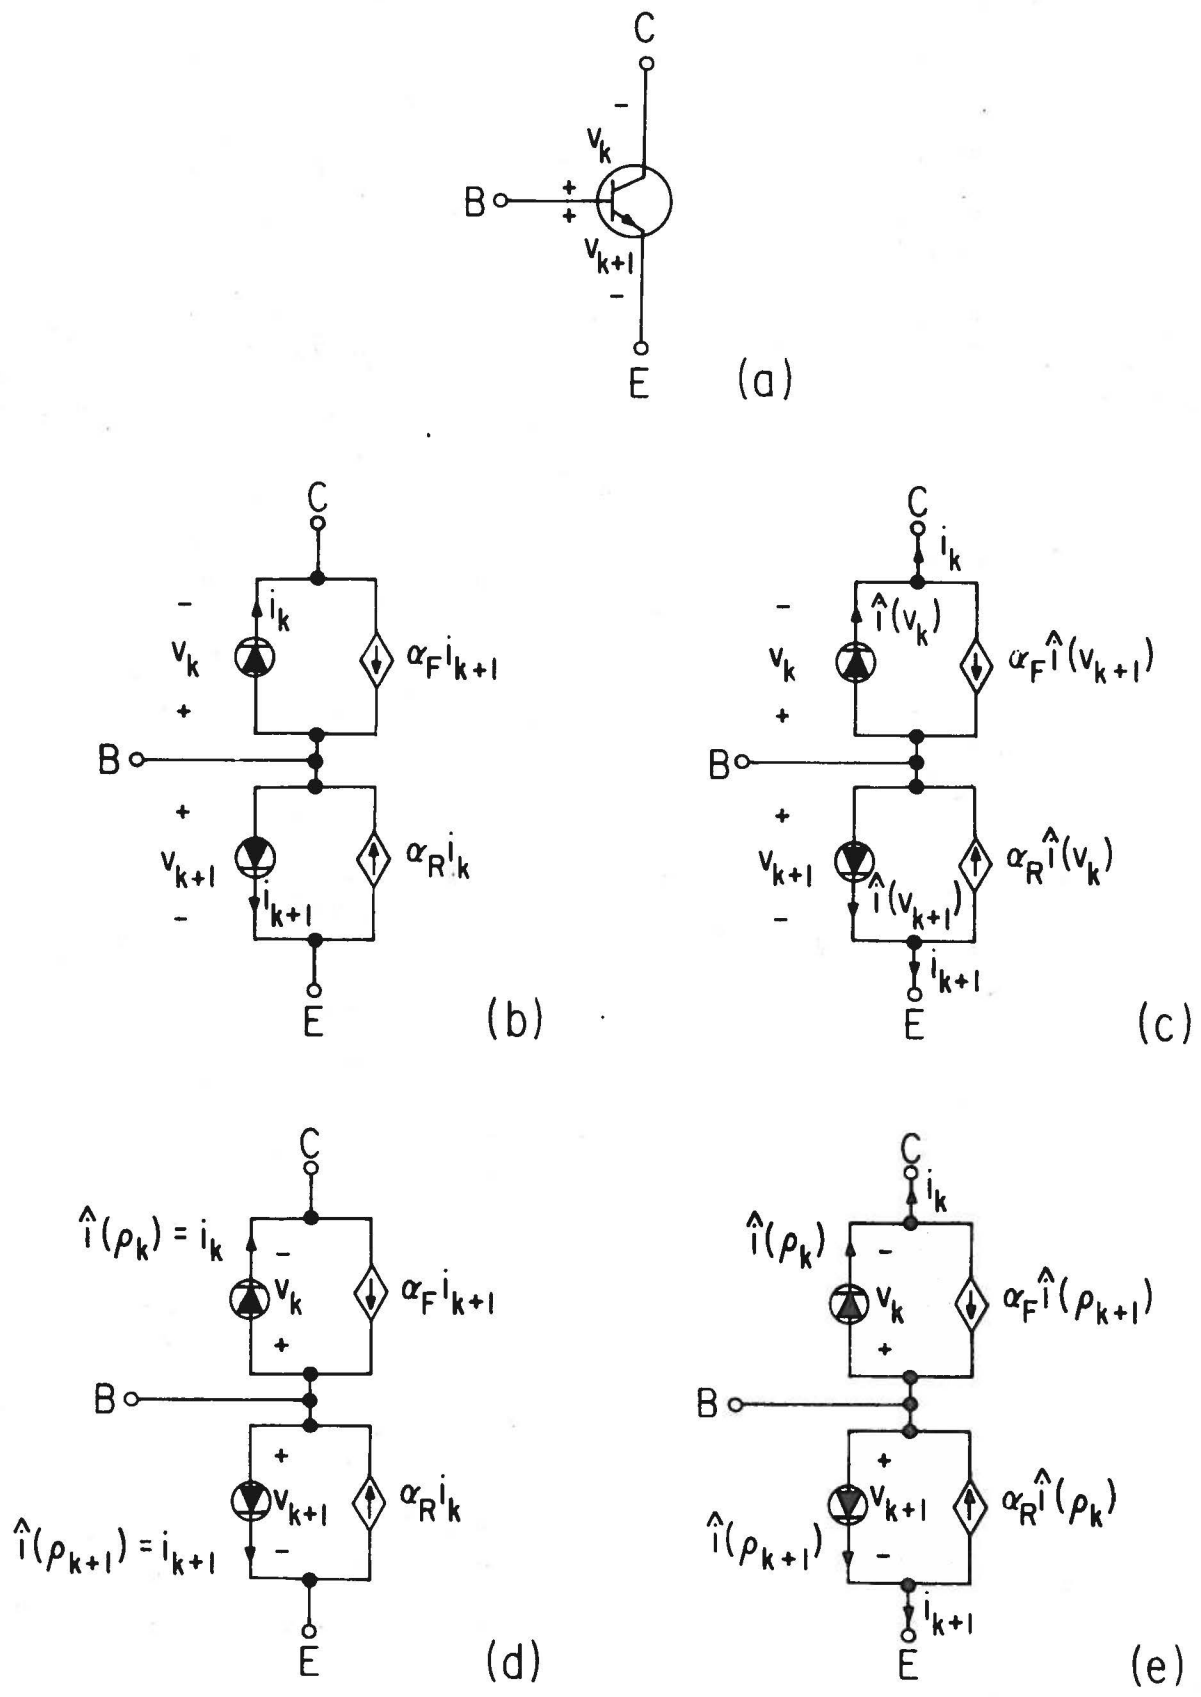 C
−
v_k
B
+
+
v_{k+1}
−
E
(a)
C
−
i_k
v_k
α_F i_{k+1}
+
B
+
v_{k+1}
α_R i_k
i_{k+1}
−
E
(b)
C
i_k
−
î(v_k)
v_k
α_F î(v_{k+1})
+
B
+
v_{k+1}
α_R î(v_k)
î(v_{k+1})
−
i_{k+1}
E
(c)
C
î(ρ_k) = i_k
−
v_k
α_F i_{k+1}
+
B
+
v_{k+1}
α_R i_k
î(ρ_{k+1}) = i_{k+1}
−
E
(d)
C
i_k
î(ρ_k)
−
v_k
α_F î(ρ_{k+1})
+
B
+
v_{k+1}
α_R î(ρ_k)
î(ρ_{k+1})
−
i_{k+1}
E
(e)